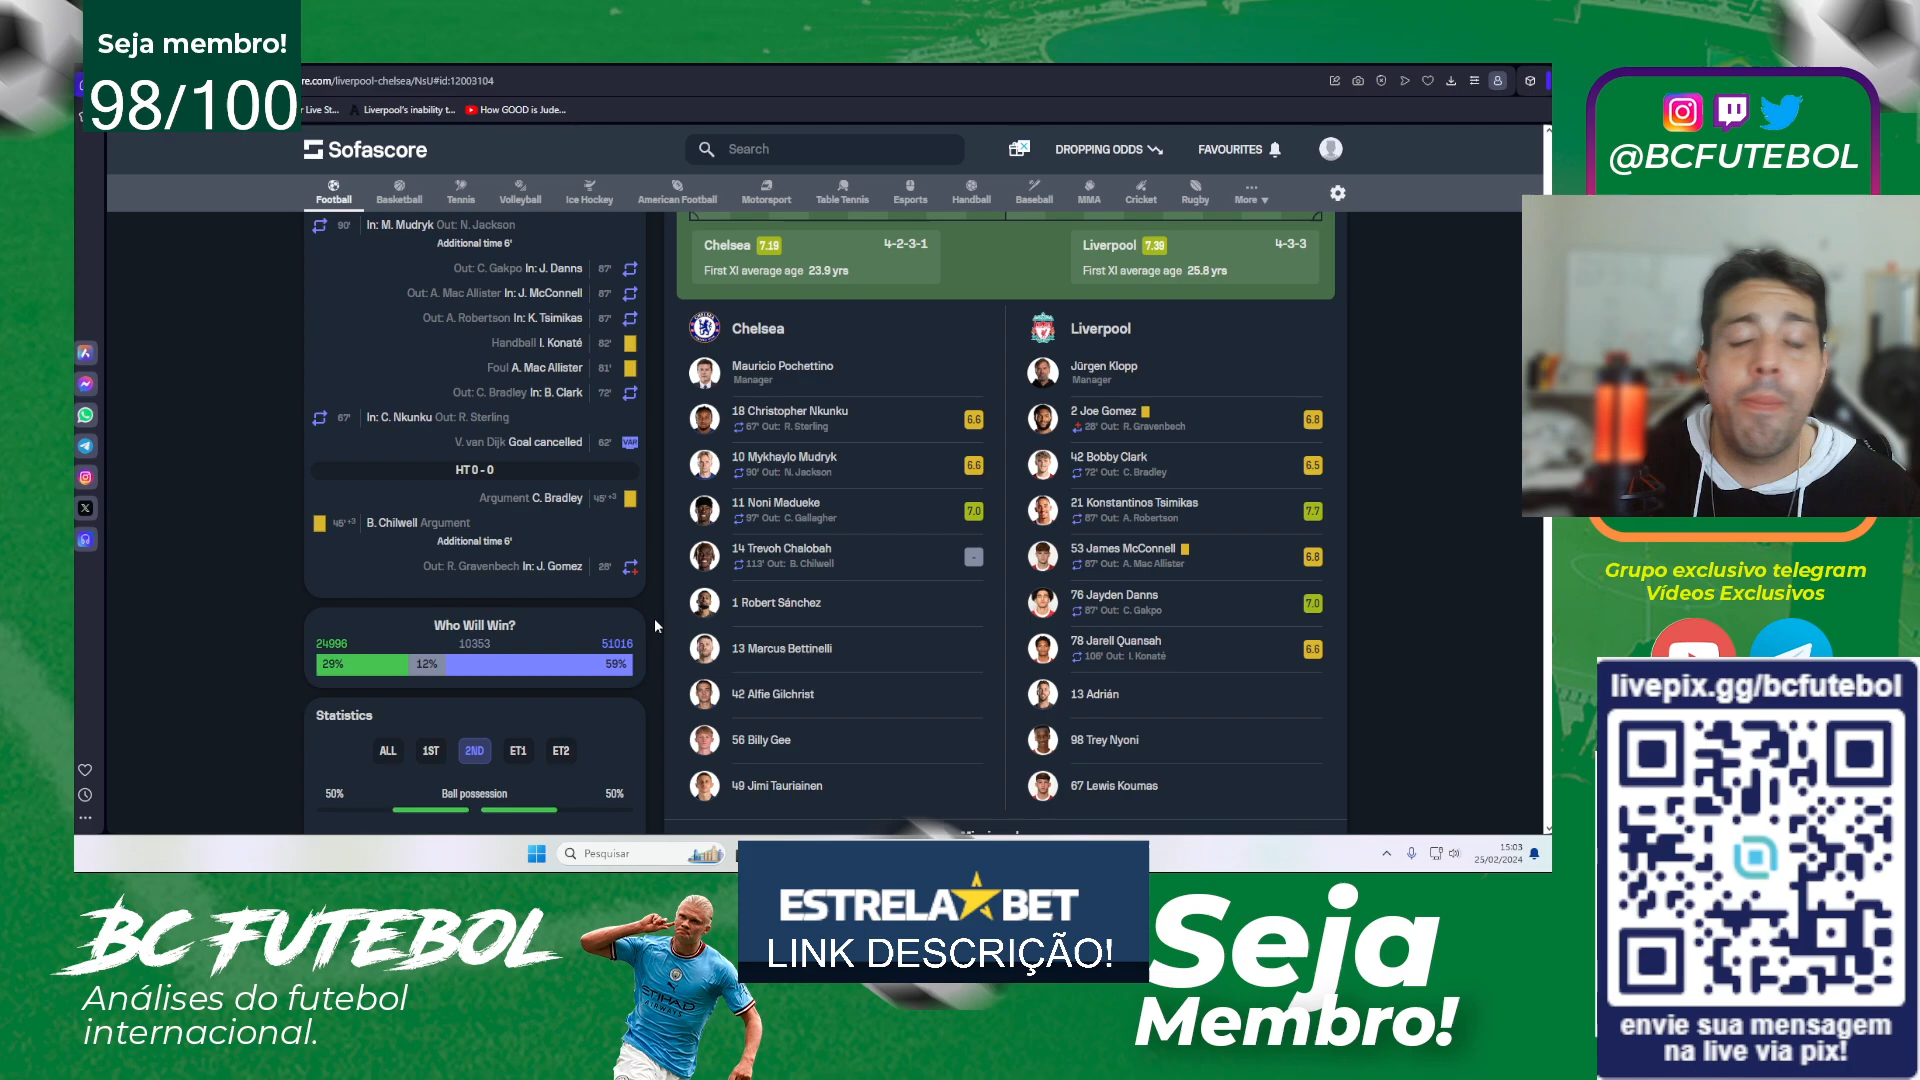 Seja membro!
98/100
re.com/liverpool-chelsea/NsU#id:12003104
r Live St...
Liverpool's inability t...
How GOOD is Jude...
Sofascore
Search
DROPPING ODDS
FAVOURITES
Football
Basketball
Tennis
Volleyball
Ice Hockey
American Football
Motorsport
Table Tennis
Esports
Handball
Baseball
MMA
Cricket
Rugby
More
90' In: M. Mudryk Out: N. Jackson
Additional time 6'
Out: C. Gakpo In: J. Danns 87'
Out: A. Mac Allister In: J. McConnell 87'
Out: A. Robertson In: K. Tsimikas 87'
Handball I. Konaté 82'
Foul A. Mac Allister 81'
Out: C. Bradley In: B. Clark 72'
67' In: C. Nkunku Out: R. Sterling
V. van Dijk Goal cancelled 62' VAR
HT 0 - 0
Argument C. Bradley 45'+3
45'+3 B. Chilwell Argument
Additional time 6'
Out: R. Gravenbech In: J. Gomez 28'
Who Will Win?
24996 10353 51016
29% 12% 59%
Statistics
ALL 1ST 2ND ET1 ET2
50% Ball possession 50%
Chelsea 7.19 4-2-3-1
First XI average age 23.9 yrs
Liverpool 7.39 4-3-3
First XI average age 25.8 yrs
Chelsea
Mauricio Pochettino
Manager
18 Christopher Nkunku 6.6
67' Out: R. Sterling
10 Mykhaylo Mudryk 6.6
90' Out: N. Jackson
11 Noni Madueke 7.0
97' Out: C. Gallagher
14 Trevoh Chalobah -
113' Out: B. Chilwell
1 Robert Sánchez
13 Marcus Bettinelli
42 Alfie Gilchrist
56 Billy Gee
49 Jimi Tauriainen
Liverpool
Jürgen Klopp
Manager
2 Joe Gomez 6.8
28' Out: R. Gravenbech
42 Bobby Clark 6.5
72' Out: C. Bradley
21 Konstantinos Tsimikas 7.7
87' Out: A. Robertson
53 James McConnell 6.8
87' Out: A. Mac Allister
76 Jayden Danns 7.0
87' Out: C. Gakpo
78 Jarell Quansah 6.6
106' Out: I. Konaté
13 Adrián
98 Trey Nyoni
67 Lewis Koumas
Pesquisar
15:03
25/02/2024
@BCFUTEBOL
Grupo exclusivo telegram
Vídeos Exclusivos
livepix.gg/bcfutebol
envie sua mensagem
na live via pix!
BC FUTEBOL
Análises do futebol
internacional.
ETIHAD
AIRWAYS
ESTRELABET
LINK DESCRIÇÃO!
Seja
Membro!